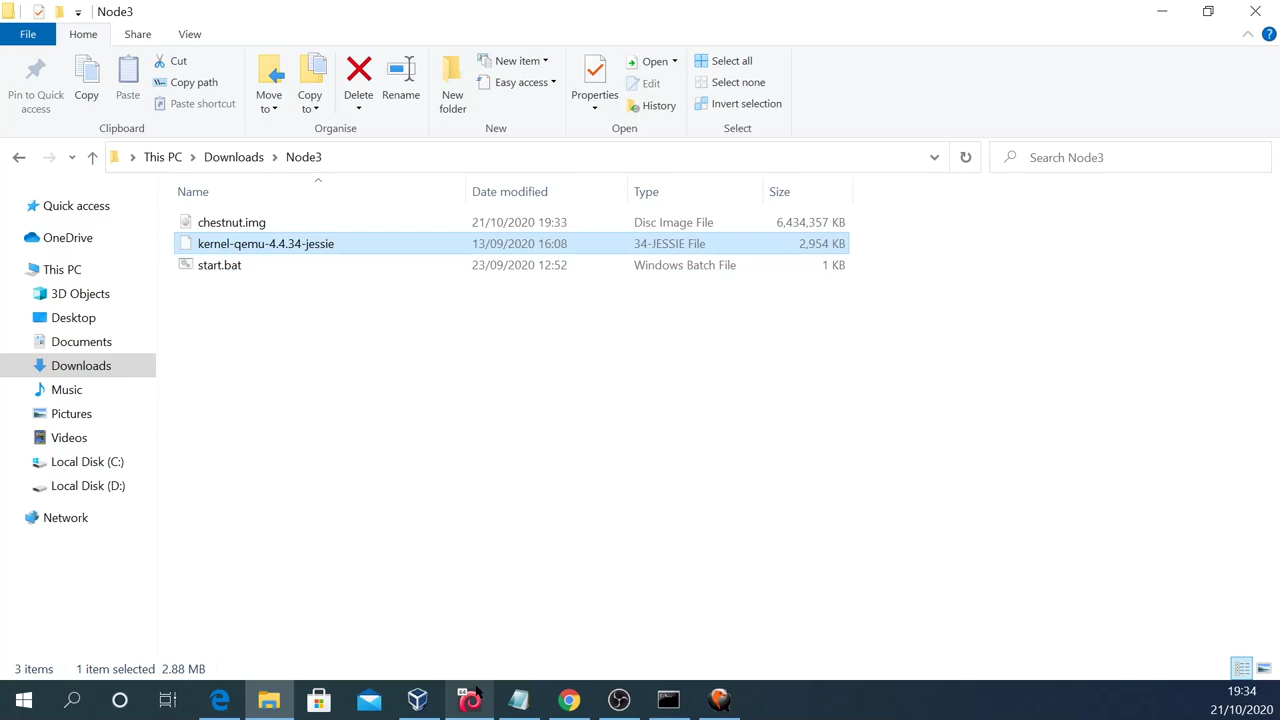 Node3
File Home Share View
Pin to Quick access
Copy
Paste
Cut
Copy path
Paste shortcut
Clipboard
Move to
Copy to
Delete
Rename
Organise
New folder
New item
Easy access
New
Properties
Open
Edit
History
Open
Select all
Select none
Invert selection
Select
This PC Downloads Node3
Search Node3
Name Date modified Type Size
chestnut.img 21/10/2020 19:33 Disc Image File 6,434,357 KB
kernel-qemu-4.4.34-jessie 13/09/2020 16:08 34-JESSIE File 2,954 KB
start.bat 23/09/2020 12:52 Windows Batch File 1 KB
Quick access
OneDrive
This PC
3D Objects
Desktop
Documents
Downloads
Music
Pictures
Videos
Local Disk (C:)
Local Disk (D:)
Network
3 items 1 item selected 2.88 MB
19:34
21/10/2020